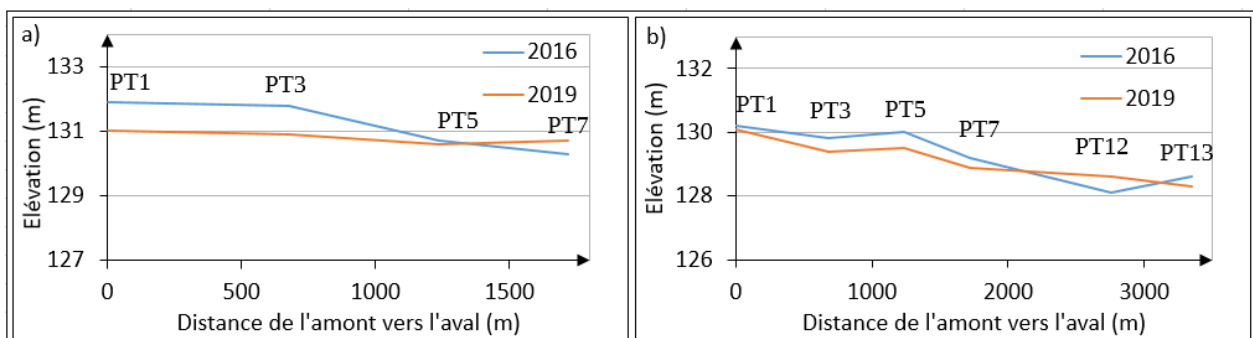 a)
2016
2019
133
131
129
127
PT1
PT3
PT5
PT7
Elévation (m)
0
500
1000
1500
Distance de l'amont vers l'aval (m)
b)
2016
2019
132
130
128
126
PT1
PT3
PT5
PT7
PT12
PT13
Elévation (m)
0
1000
2000
3000
Distance de l'amont vers l'aval (m)